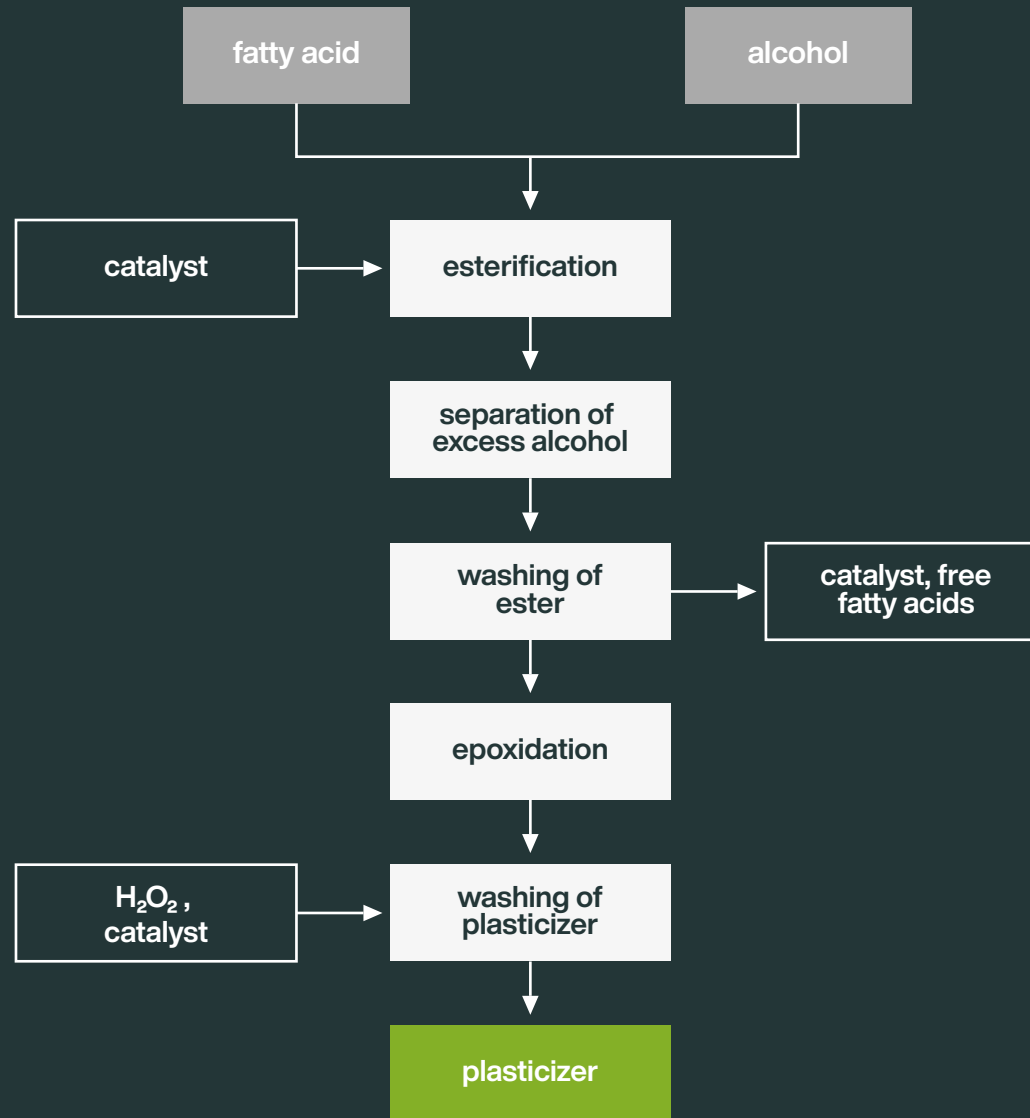 fatty acid
alcohol
catalyst
esterification
separation of
excess alcohol
washing of
ester
catalyst, free
fatty acids
epoxidation
H₂O₂ ,
catalyst
washing of
plasticizer
plasticizer